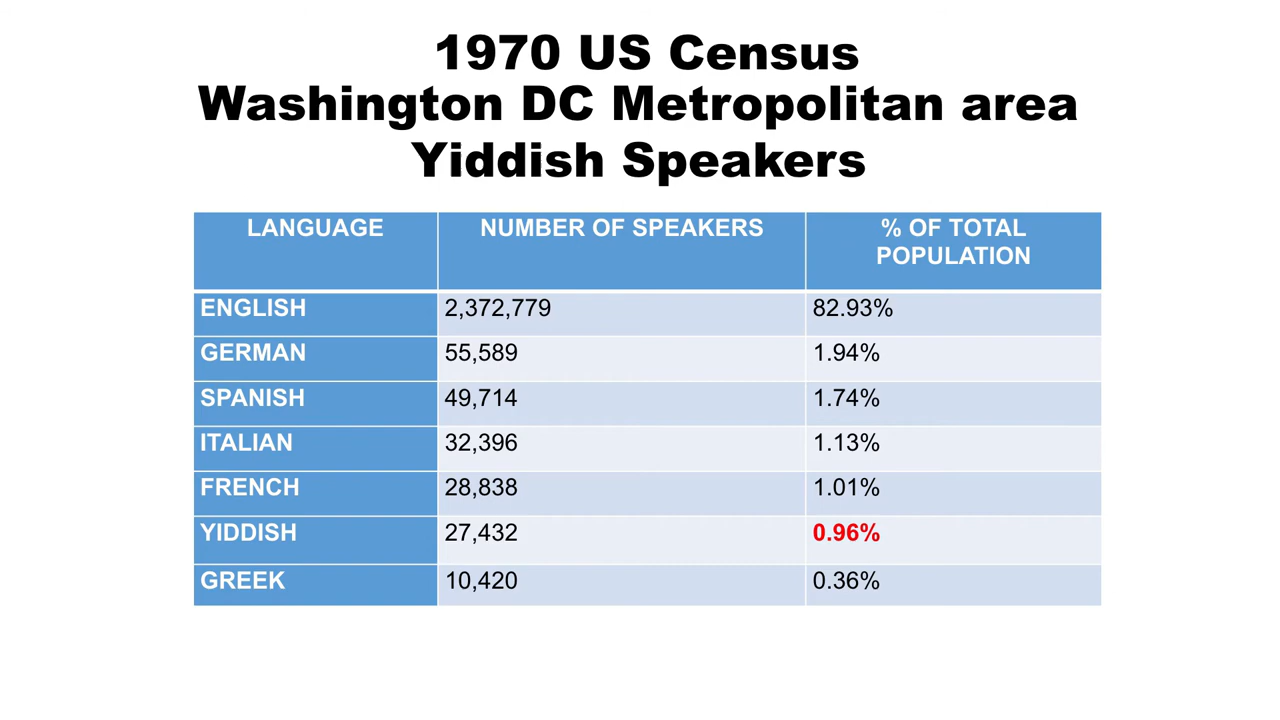 1970 US Census
Washington DC Metropolitan area
Yiddish Speakers
LANGUAGE NUMBER OF SPEAKERS % OF TOTAL
POPULATION
ENGLISH 2,372,779 82.93%
GERMAN 55,589 1.94%
SPANISH 49,714 1.74%
ITALIAN 32,396 1.13%
FRENCH 28,838 1.01%
YIDDISH 27,432 0.96%
GREEK 10,420 0.36%